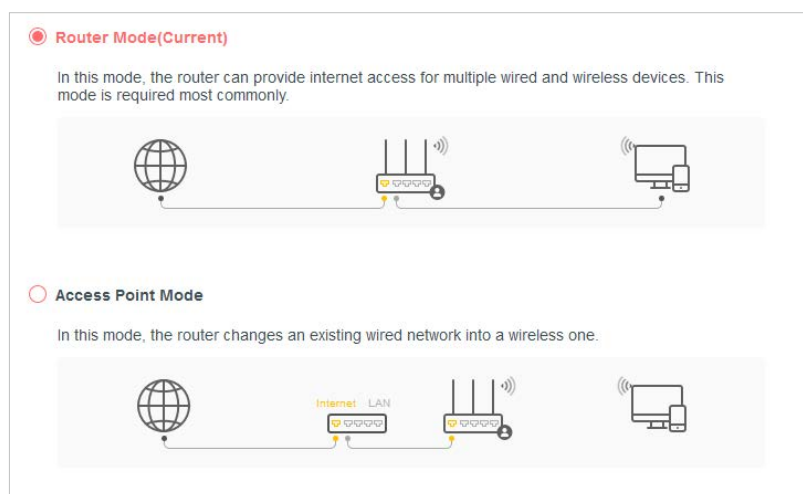 Router Mode(Current)
In this mode, the router can provide internet access for multiple wired and wireless devices. This
mode is required most commonly.
Access Point Mode
In this mode, the router changes an existing wired network into a wireless one.
Internet LAN